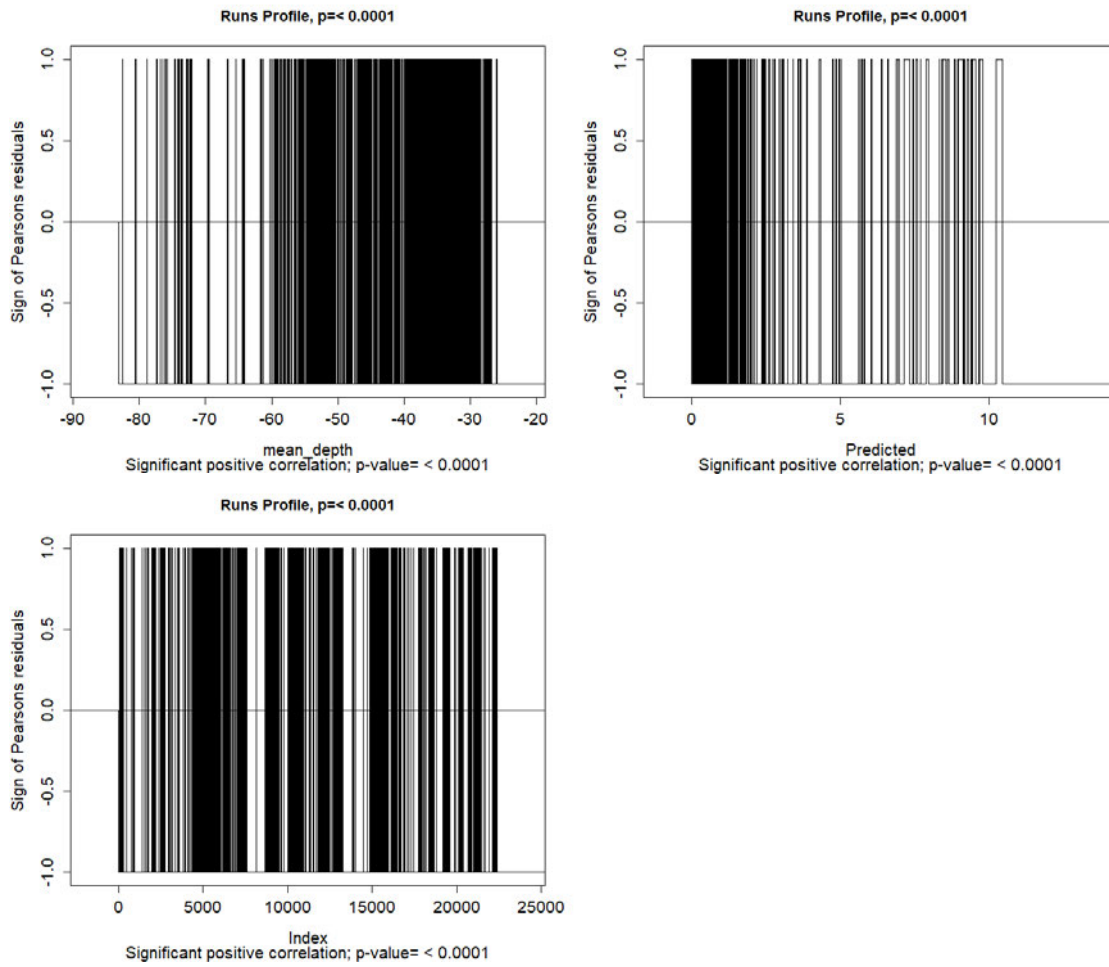 Runs Profile, p=< 0.0001
Sign of Pearsons residuals
1.0
0.5
0.0
-0.5
-1.0
-90 -80 -70 -60 -50 -40 -30 -20
mean_depth
Significant positive correlation; p-value= < 0.0001
Runs Profile, p=< 0.0001
Sign of Pearsons residuals
1.0
0.5
0.0
-0.5
-1.0
0 5 10
Predicted
Significant positive correlation; p-value= < 0.0001
Runs Profile, p=< 0.0001
Sign of Pearsons residuals
1.0
0.5
0.0
-0.5
-1.0
0 5000 10000 15000 20000 25000
Index
Significant positive correlation; p-value= < 0.0001